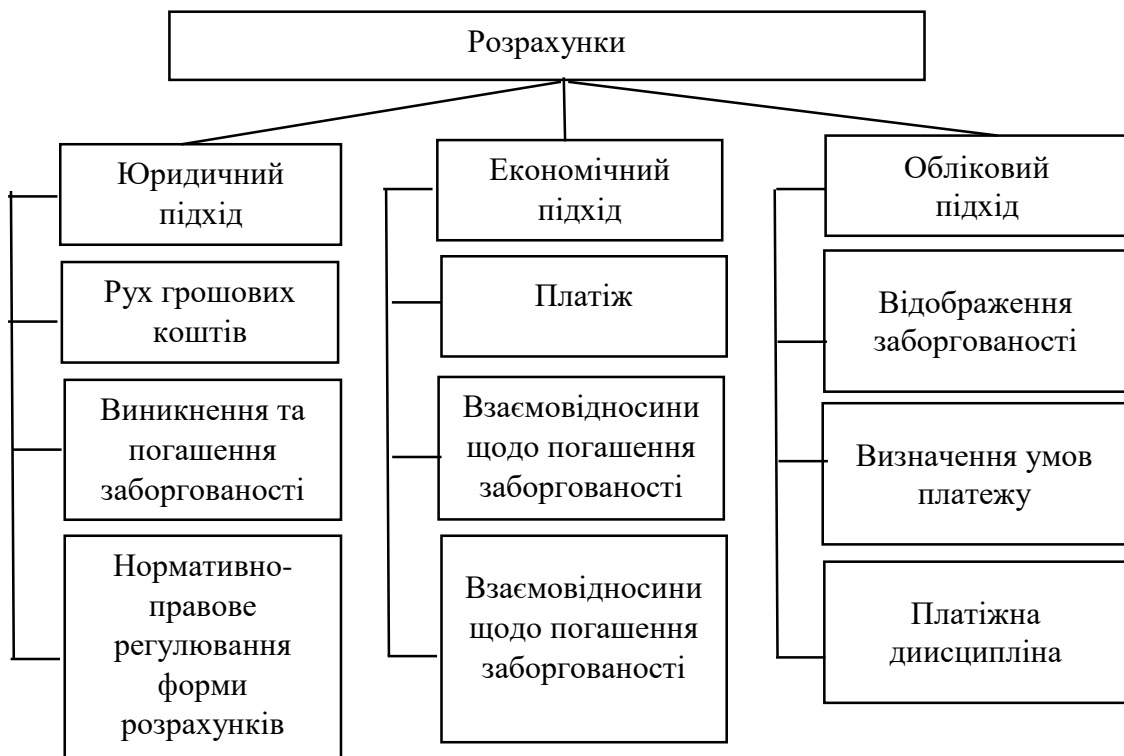 Розрахунки
Юридичний
підхід
Рух грошових
коштів
Виникнення та
погашення
заборгованості
Нормативно-
правове
регулювання
форми
розрахунків
Економічний
підхід
Платіж
Взаємовідносини
щодо погашення
заборгованості
Взаємовідносини
щодо погашення
заборгованості
Обліковий
підхід
Відображення
заборгованості
Визначення умов
платежу
Платіжна
диисципліна